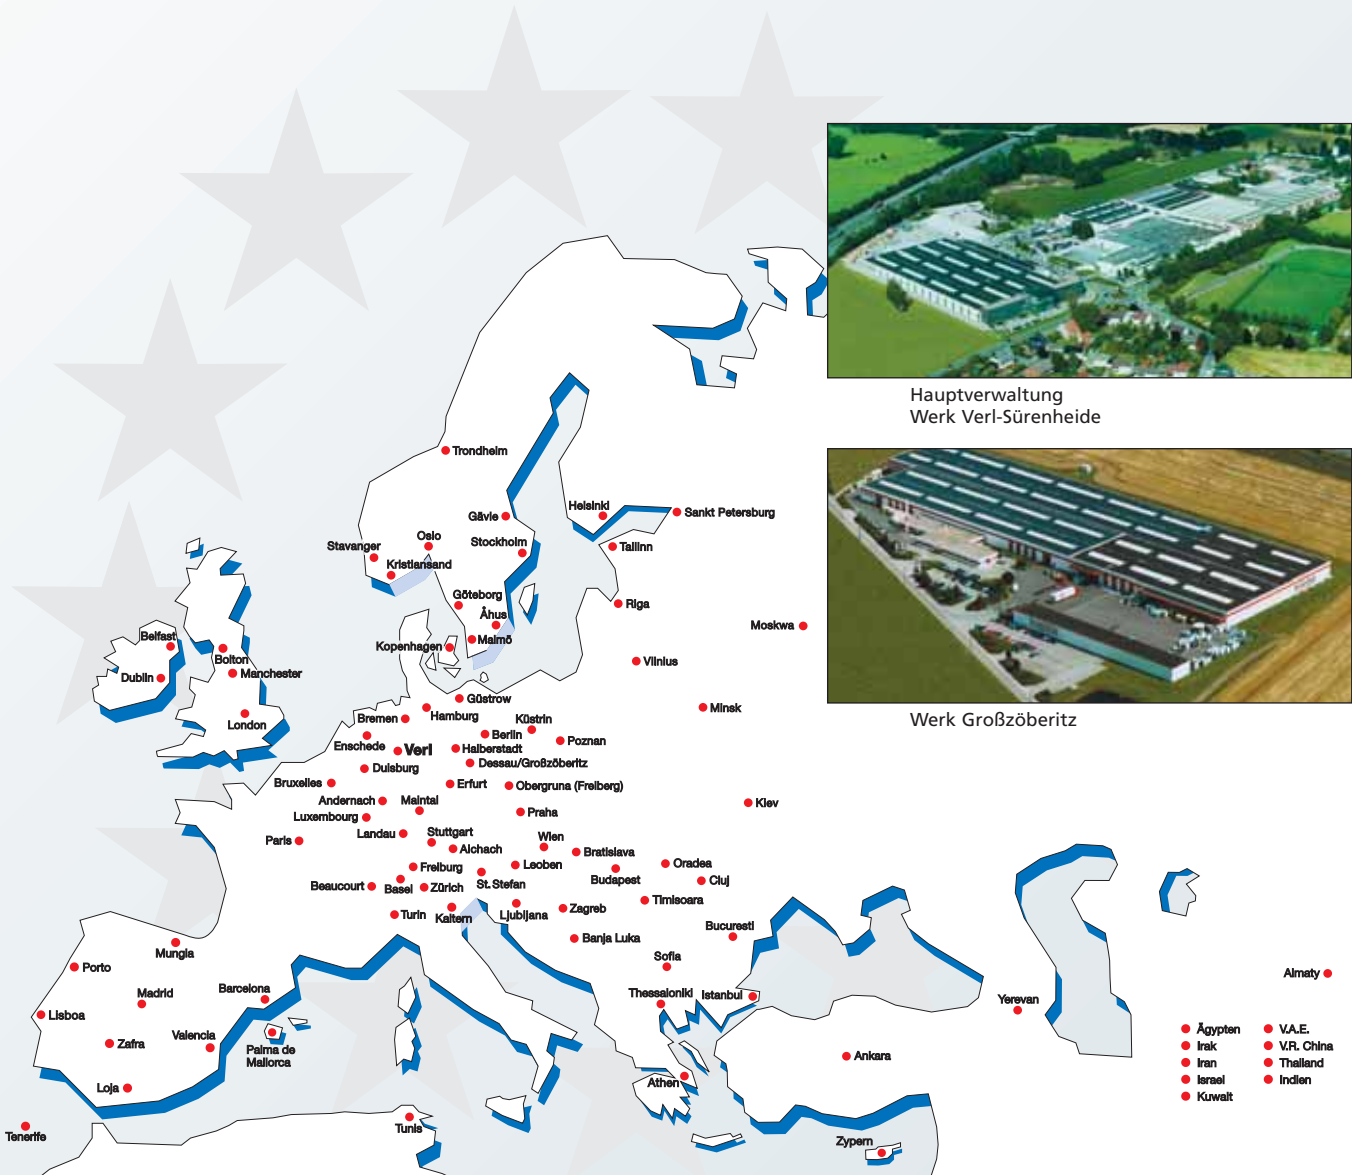 Hauptverwaltung
Werk Verl-Sürenheide
Werk Großzöberitz
Trondheim
Gävle
Helsinki
Sankt Petersburg
Oslo
Stockholm
Stavanger
Tallinn
Kristiansand
Göteborg
Riga
Åhus
Moskwa
Belfast
Malmö
Kopenhagen
Bolton
Vilnius
Manchester
Dublin
Güstrow
Minsk
Hamburg
Bremen
Küstrin
London
Berlin
Poznan
Enschede
Verl
Halberstadt
Dessau/Großzöberitz
Duisburg
Bruxelles
Erfurt
Obergruna (Freiberg)
Andernach
Maintal
Kiev
Luxembourg
Praha
Landau
Stuttgart
Paris
Wien
Aichach
Bratislava
Freiburg
Leoben
Oradea
Beaucourt
Basel
Zürich
St. Stefan
Budapest
Cluj
Timisoara
Turin
Kaltern
Ljubljana
Zagreb
Bucuresti
Banja Luka
Mungia
Sofia
Porto
Almaty
Barcelona
Madrid
Thessaloniki
Istanbul
Yerevan
Lisboa
Valencia
Zafra
Palma de
Mallorca
Ankara
Loja
Athen
Tenerife
Tunis
Zypern
Ägypten
Irak
Iran
Israel
Kuwait
V.A.E.
V.R. China
Thailand
Indien